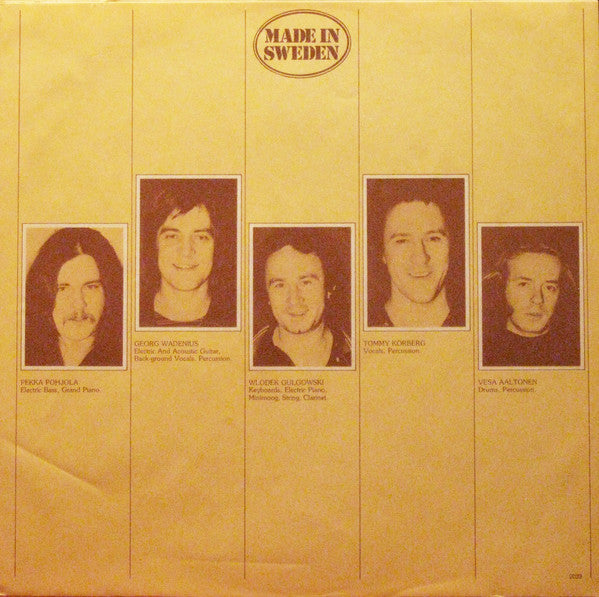 MADE IN
SWEDEN
PEKKA POHJOLA
Electric Bass, Grand Piano.
GEORG WADENIUS
Electric And Acoustic Guitar,
Back-ground Vocals, Percussion.
WLODEK GULGOWSKI
Keyboards, Electric Piano,
Minimoog, String, Clarinet.
TOMMY KÖRBERG
Vocals, Percussion.
VESA AALTONEN
Drums, Percussion.